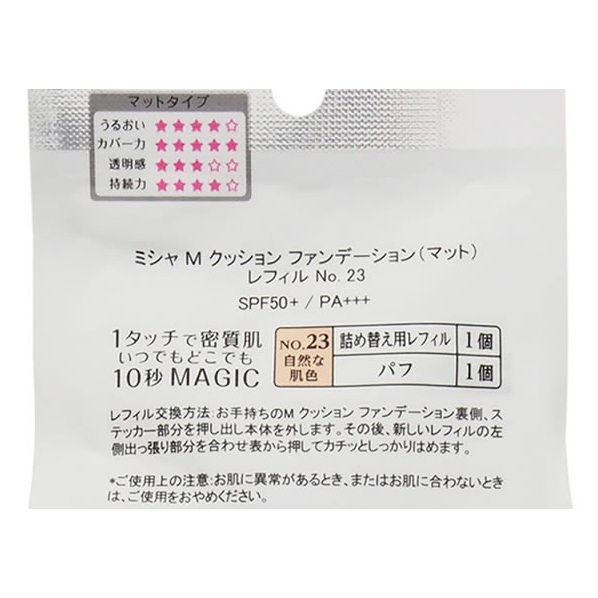 マットタイプ
うるおい ★★★★☆
カバー力 ★★★★★
透明感 ★★★☆☆
持続力 ★★★★☆
ミシャ M クッション ファンデーション(マット)
レフィル No. 23
SPF50+ / PA+++
1タッチで密質肌
いつでもどこでも
10秒 MAGIC
NO.23
自然な
肌色
詰め替え用レフィル 1個
パフ 1個
レフィル交換方法:お手持ちのM クッション ファンデーション裏側、ス
テッカー部分を押し出し本体を外します。その後、新しいレフィルの左
側出っ張り部分を合わせ表から押してカチッとしっかりはめます。
*ご使用上の注意:お肌に異常があるとき、またはお肌に合わないとき
は、ご使用をおやめください。